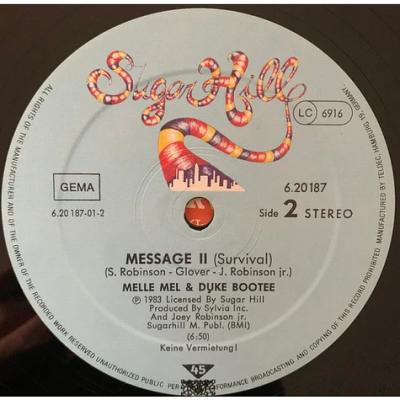 Sugar Hill
LC 6916
GEMA
6.20187-01-2
6.20187
Side 2 STEREO
MESSAGE II (Survival)
(S. Robinson - Glover - J. Robinson jr.)
MELLE MEL & DUKE BOOTEE
Ⓟ 1983 Licensed By Sugar Hill
Produced By Sylvia Inc.
And Joey Robinson jr.
Sugarhill M. Publ. (BMI)
(6:50)
Keine Vermietung!
45
ALL RIGHTS OF THE MANUFACTURER AND OF THE OWNER OF THE RECORDED WORK RESERVED
UNAUTHORIZED PUBLIC PERFORMANCE BROADCASTING AND COPYING OF THIS RECORD PROHIBITED
MANUFACTURED BY TELDEC, HAMBURG 19, GERMANY